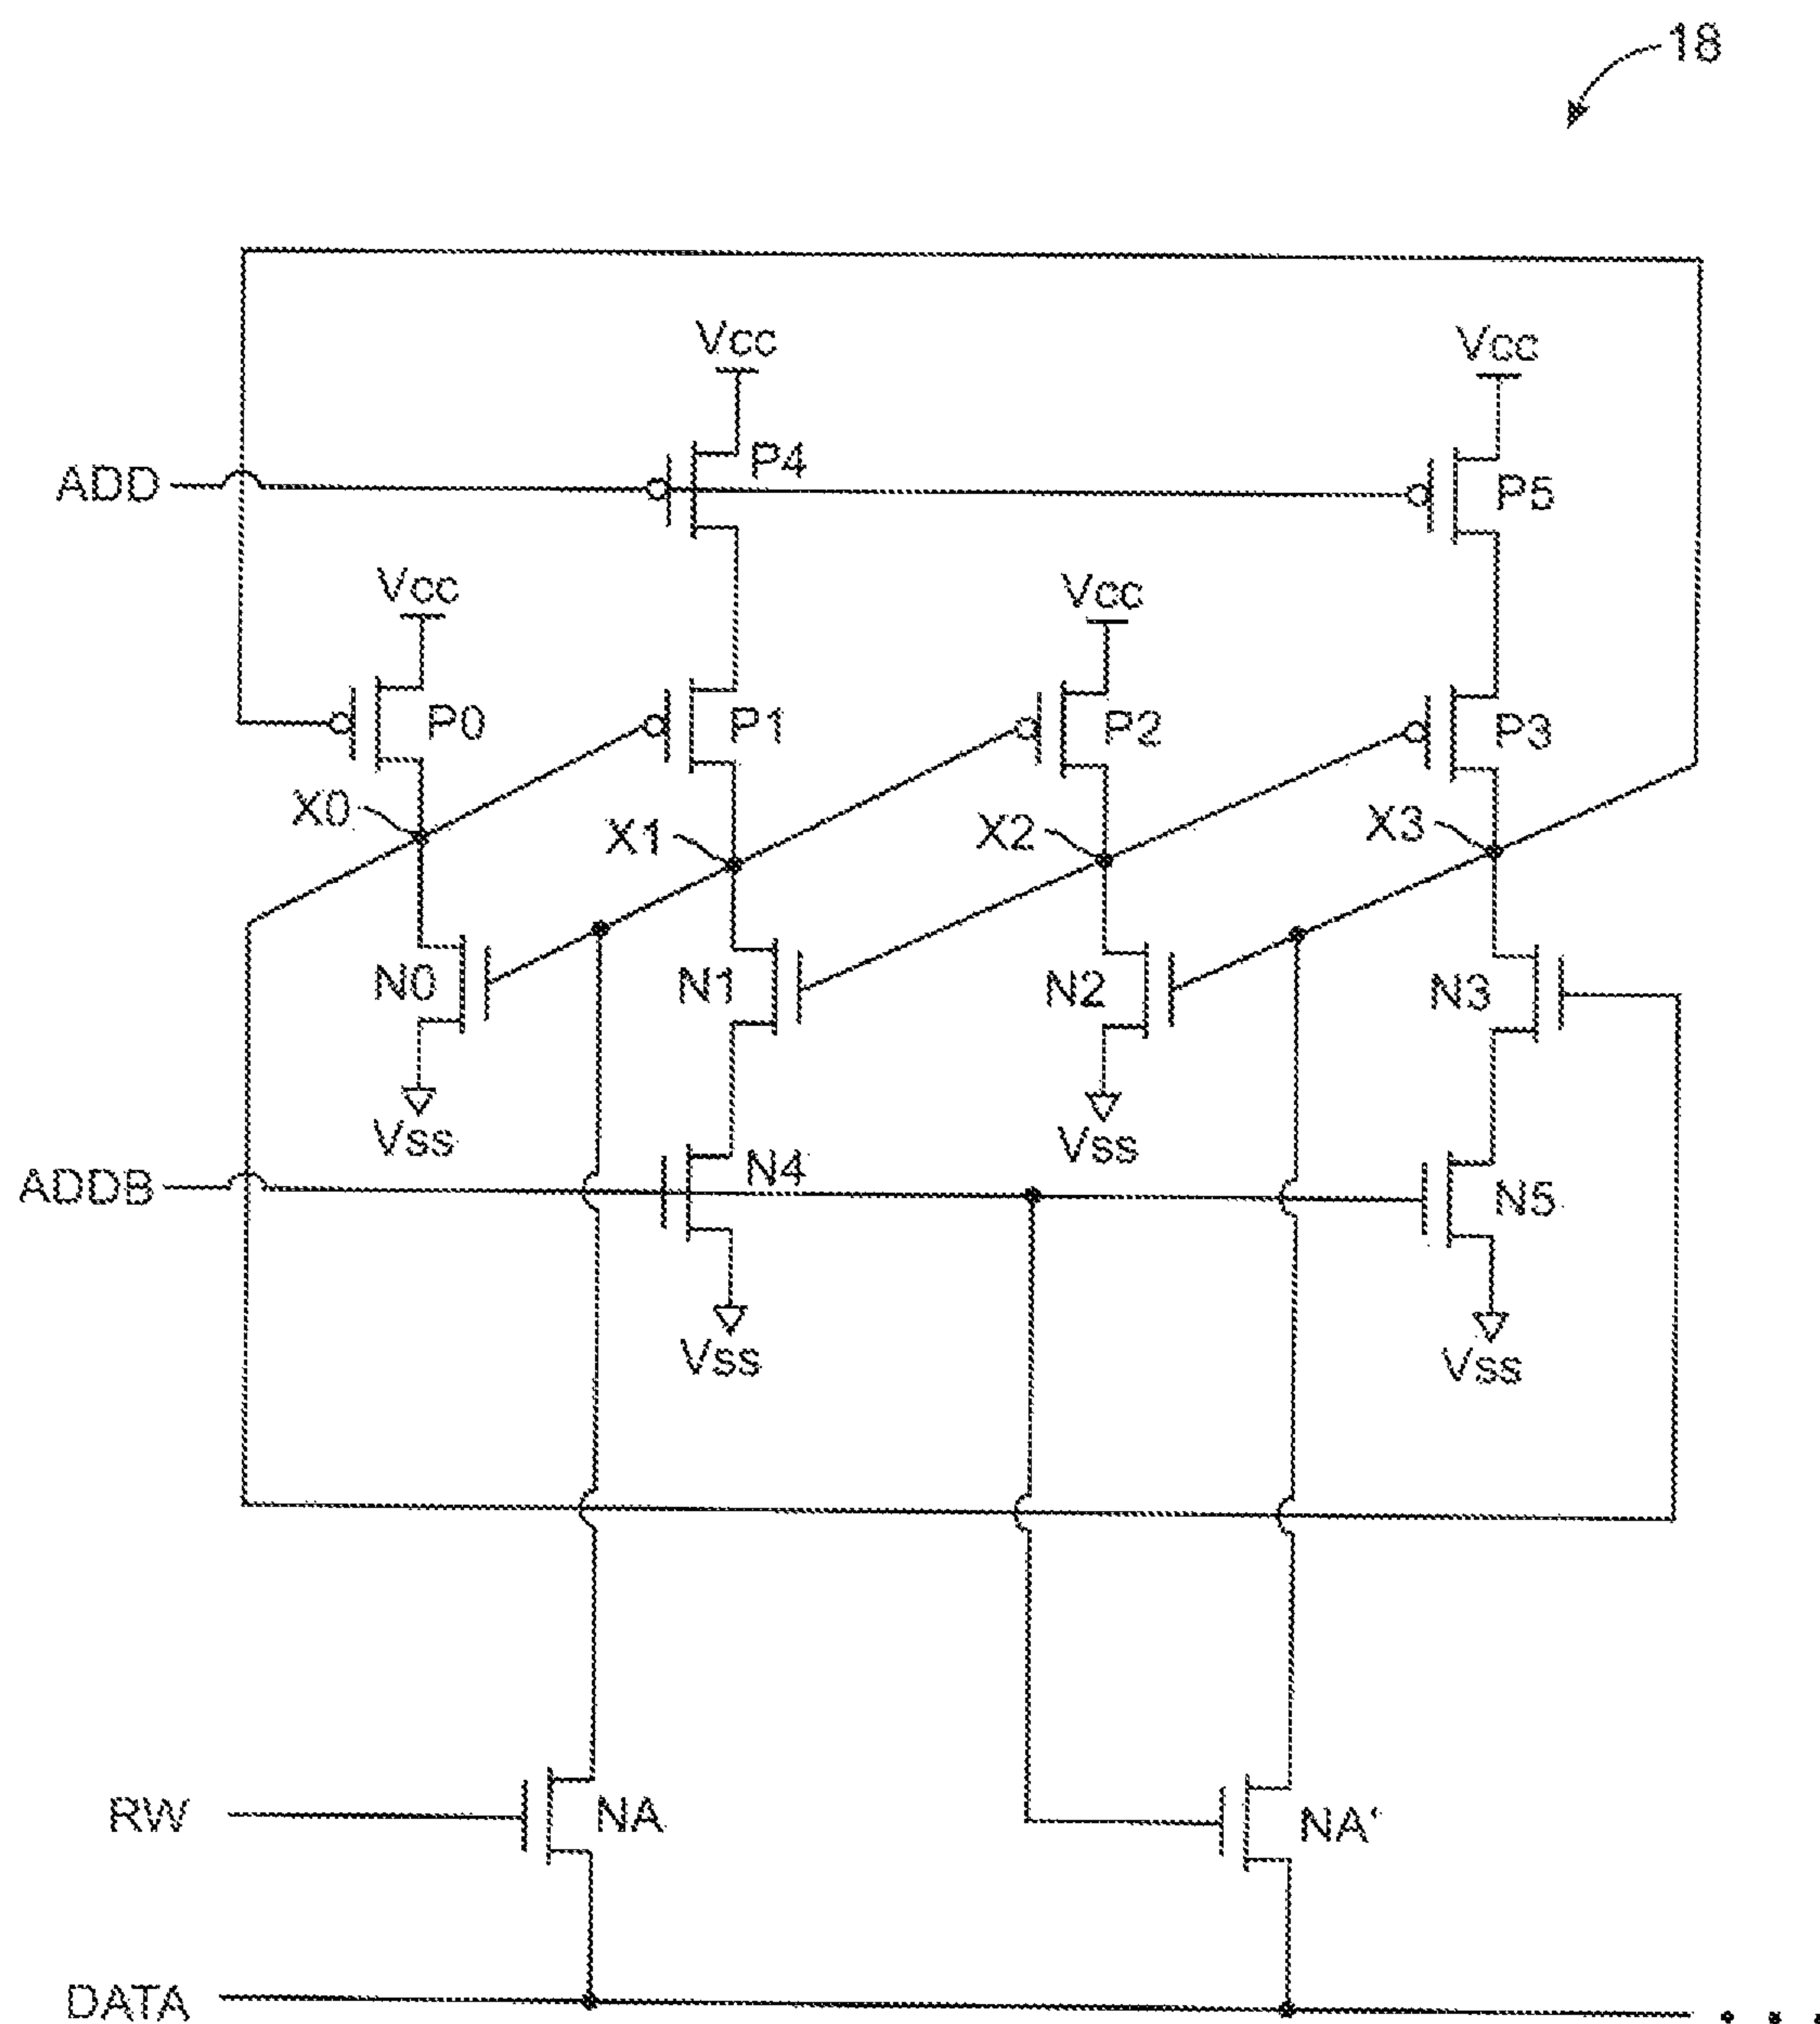 18
Vcc
Vcc
ADD
P4
P5
Vcc
Vcc
P0
P1
P2
P3
X0
X1
X2
X3
N0
N1
N2
N3
Vss
Vss
ADDB
N4
N5
Vss
Vss
RW
NA
NA'
DATA